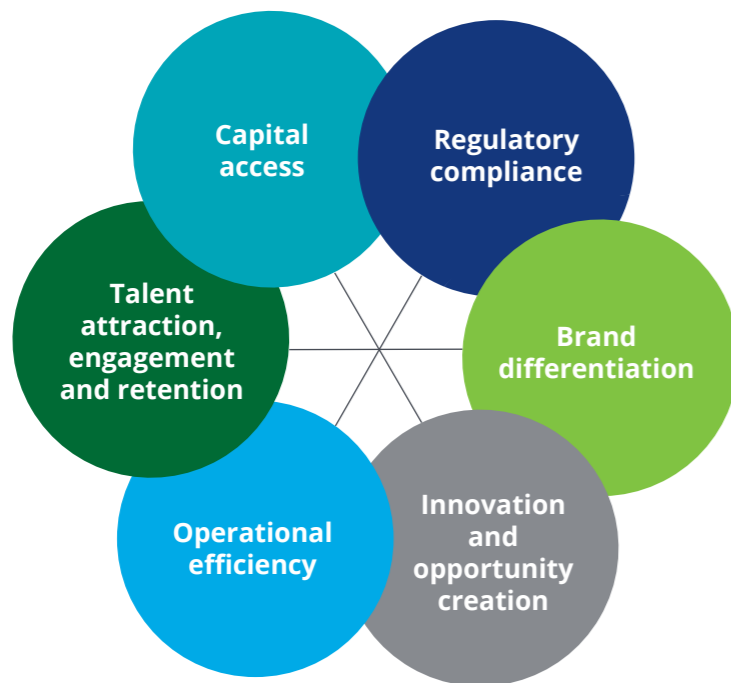 Capital
access
Regulatory
compliance
Talent
attraction,
engagement
and retention
Brand
differentiation
Operational
efficiency
Innovation
and
opportunity
creation